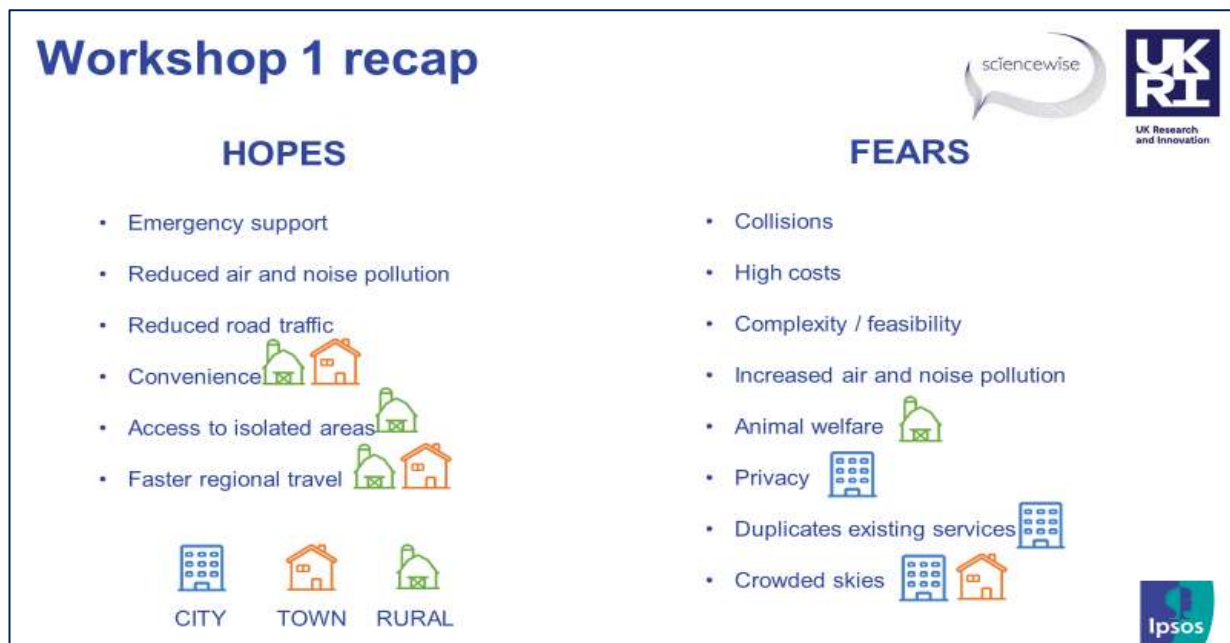 Workshop 1 recap
sciencewise
UK
RI
UK Research
and Innovation
HOPES
• Emergency support
• Reduced air and noise pollution
• Reduced road traffic
• Convenience
• Access to isolated areas
• Faster regional travel
CITY TOWN RURAL
FEARS
• Collisions
• High costs
• Complexity / feasibility
• Increased air and noise pollution
• Animal welfare
• Privacy
• Duplicates existing services
• Crowded skies
Ipsos